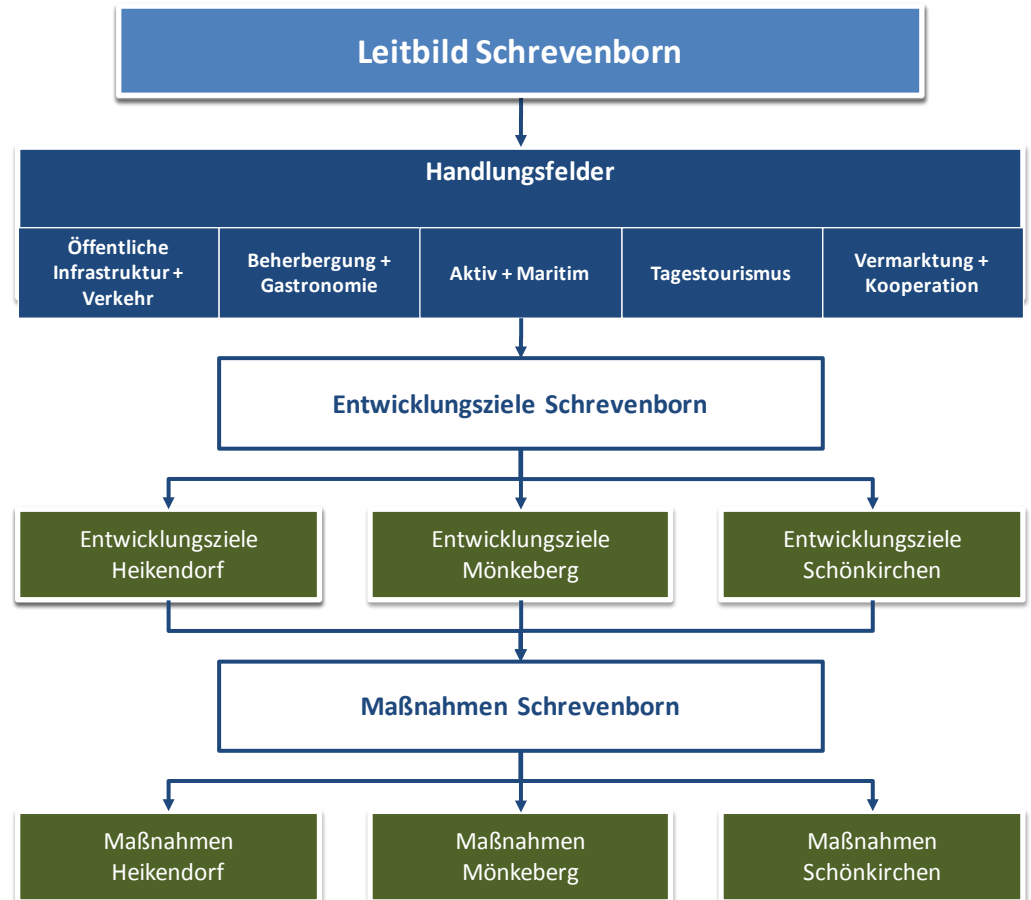 Leitbild Schrevenborn
Handlungsfelder
Öffentliche
Infrastruktur +
Verkehr
Beherbergung +
Gastronomie
Aktiv + Maritim
Tagestourismus
Vermarktung +
Kooperation
Entwicklungsziele Schrevenborn
Entwicklungsziele
Heikendorf
Entwicklungsziele
Mönkeberg
Entwicklungsziele
Schönkirchen
Maßnahmen Schrevenborn
Maßnahmen
Heikendorf
Maßnahmen
Mönkeberg
Maßnahmen
Schönkirchen